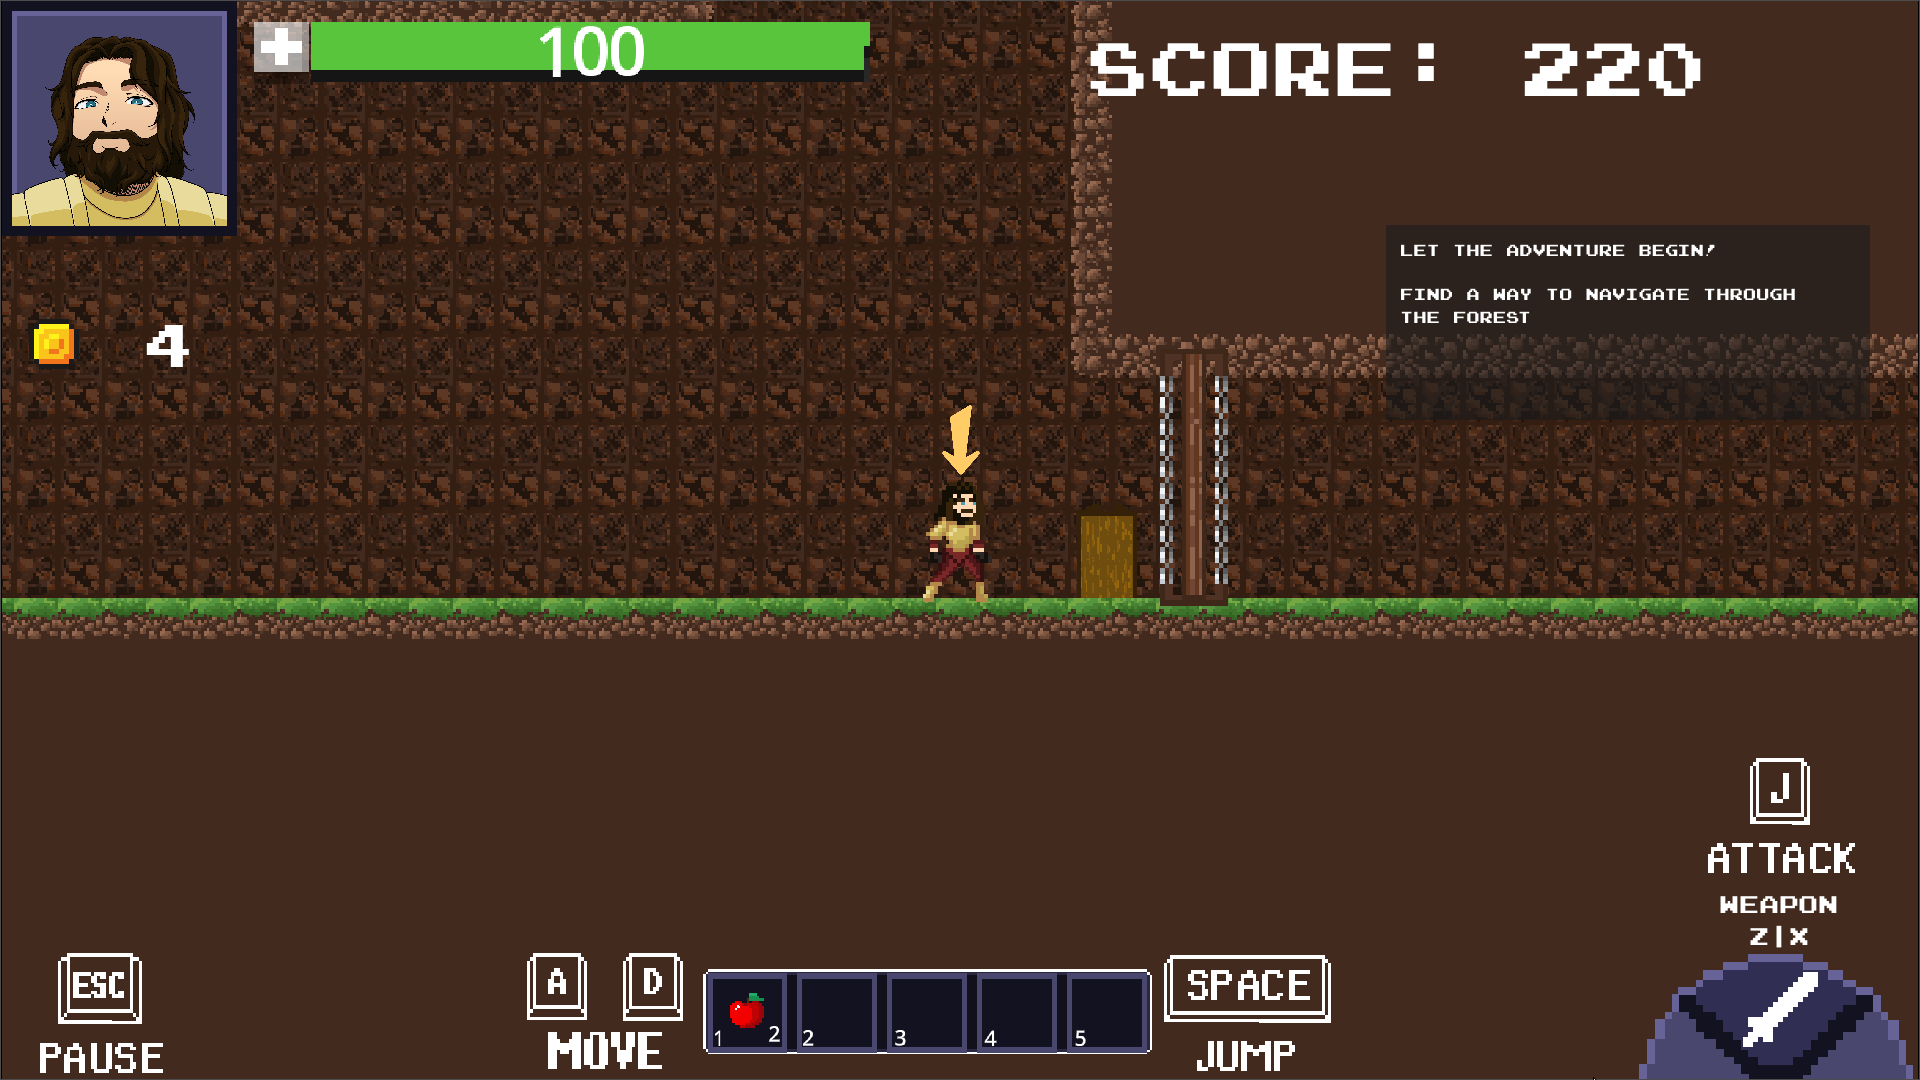 100
SCORE: 220
LET THE ADVENTURE BEGIN!
FIND A WAY TO NAVIGATE THROUGH
THE FOREST
4
J
ATTACK
WEAPON
Z|X
ESC
PAUSE
A D
MOVE
1 2 2 3 4 5
SPACE
JUMP